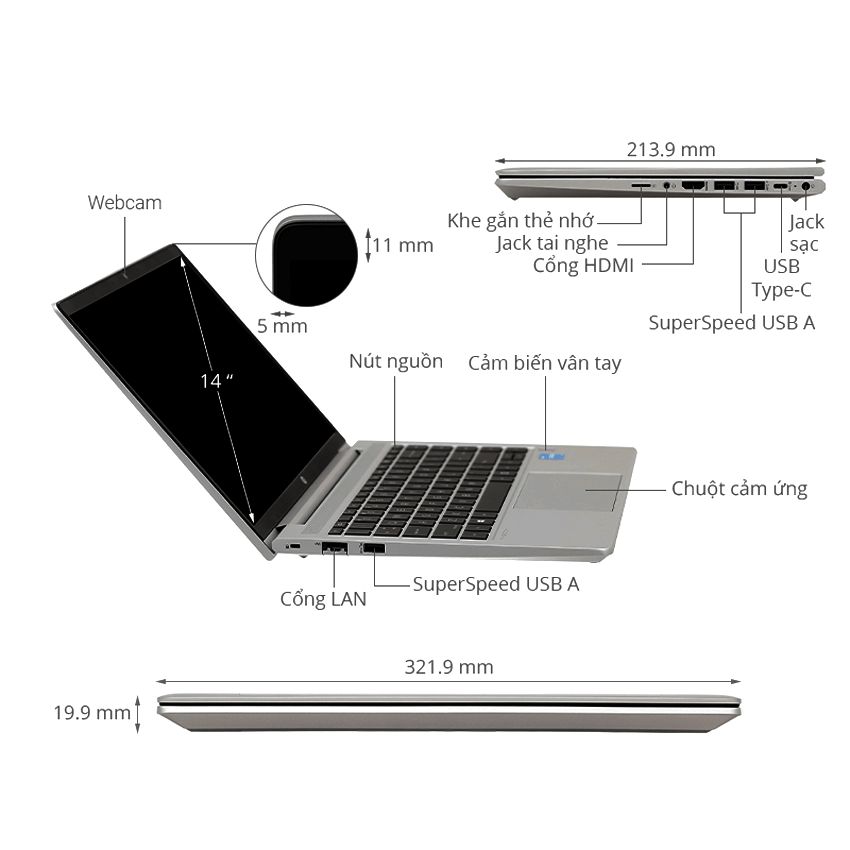 213.9 mm
Webcam
Khe gắn thẻ nhớ
Jack tai nghe
Cổng HDMI
Jack
sạc
USB
Type-C
SuperSpeed USB A
11 mm
5 mm
14 “
Nút nguồn
Cảm biến vân tay
Chuột cảm ứng
SuperSpeed USB A
Cổng LAN
321.9 mm
19.9 mm